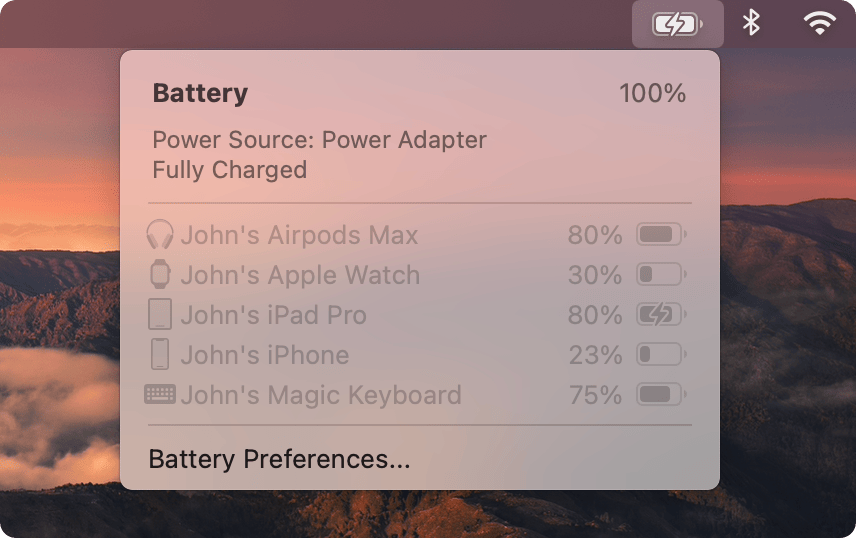 Battery 100%
Power Source: Power Adapter
Fully Charged
John's Airpods Max 80%
John's Apple Watch 30%
John's iPad Pro 80%
John's iPhone 23%
John's Magic Keyboard 75%
Battery Preferences...